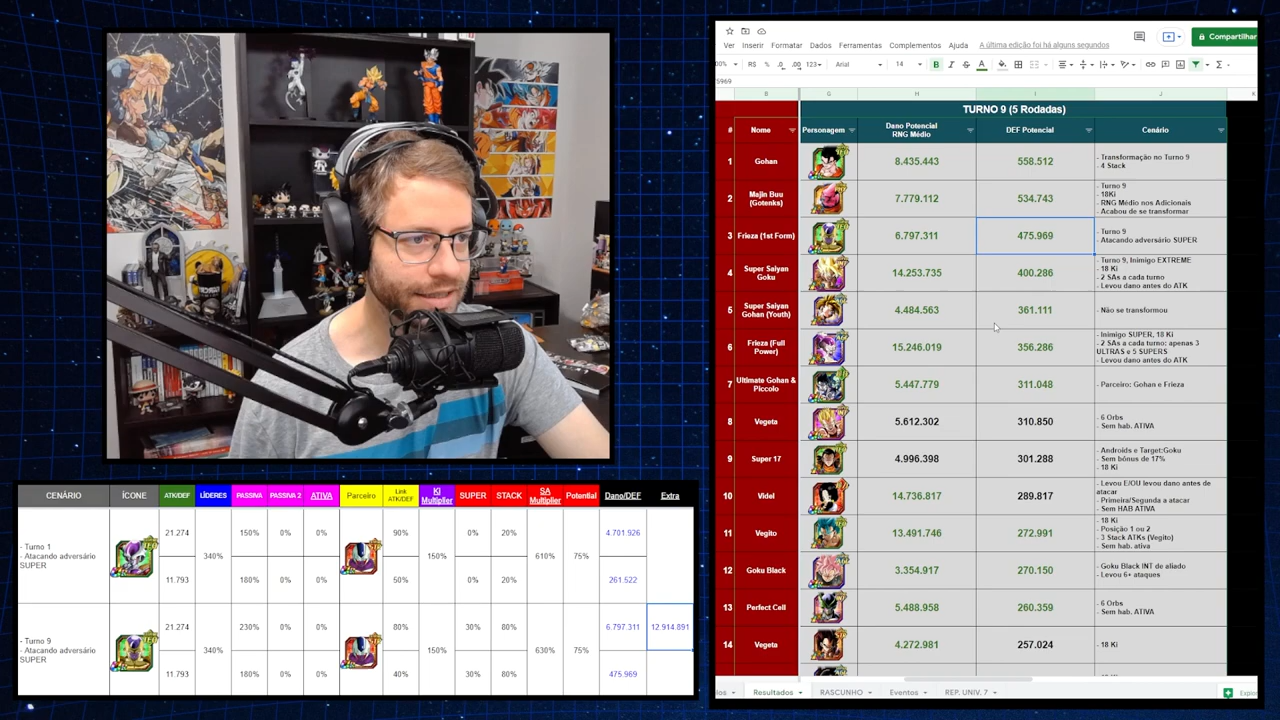 Ver Inserir Formatar Dados Ferramentas Complementos Ajuda A última edição foi há alguns segundos
Compartilhar
00% R$ % .0 .00 123 Arial 14 B I S A
5969
B G H I J K
TURNO 9 (5 Rodadas)
# Nome Personagem Dano Potencial RNG Médio DEF Potencial Cenário
1 Gohan 8.435.443 558.512
- Transformação no Turno 9
- 4 Stack
2 Majin Buu (Gotenks) 7.779.112 534.743
- Turno 9
- 18Ki
- RNG Médio nos Adicionais
- Acabou de se transformar
3 Frieza (1st Form) 6.797.311 475.969
- Turno 9
- Atacando adversário SUPER
4 Super Saiyan Goku 14.253.735 400.286
- Turno 9, Inimigo EXTREME
- 18 Ki
- 2 SAs a cada turno
- Levou dano antes do ATK
5 Super Saiyan Gohan (Youth) 4.484.563 361.111
- Não se transformou
6 Frieza (Full Power) 15.246.019 356.286
- Inimigo SUPER, 18 Ki
- 2 SAs a cada turno: apenas 3
ULTRAS e 5 SUPERS
- Levou dano antes do ATK
7 Ultimate Gohan & Piccolo 5.447.779 311.048
- Parceiro: Gohan e Frieza
8 Vegeta 5.612.302 310.850
- 6 Orbs
- Sem hab. ATIVA
9 Super 17 4.996.398 301.288
- Androids e Target:Goku
- Sem bônus de 17%
- 18 Ki
10 Videl 14.736.817 289.817
- Levou E/OU levou dano antes de
atacar
- Primeira/Segunda a atacar
- Sem HAB ATIVA
11 Vegito 13.491.746 272.991
- 18 Ki
- Posição 1 ou 2
- 3 Stack ATKs (Vegito)
- Sem hab. ativa
12 Goku Black 3.354.917 270.150
- Goku Black INT de aliado
- Levou 6+ ataques
13 Perfect Cell 5.488.958 260.359
- 6 Orbs
- Sem hab. ATIVA
14 Vegeta 4.272.981 257.024
- 18 Ki
los Resultados RASCUNHO Eventos REP. UNIV. 7 Explor
CENÁRIO ÍCONE ATK/DEF LÍDERES PASSIVA PASSIVA 2 ATIVA Parceiro Link ATK/DEF KI Multiplier SUPER STACK SA Multiplier Potential Dano/DEF Extra
- Turno 1
- Atacando adversário
SUPER
21.274 150% 0% 0% 90% 0% 20% 4.701.926
340% 150% 610% 75%
11.793 180% 0% 0% 50% 0% 20% 261.522
- Turno 9
- Atacando adversário
SUPER
21.274 230% 0% 0% 80% 30% 80% 6.797.311 12.914.891
340% 150% 630% 75%
11.793 180% 0% 0% 40% 30% 80% 475.969